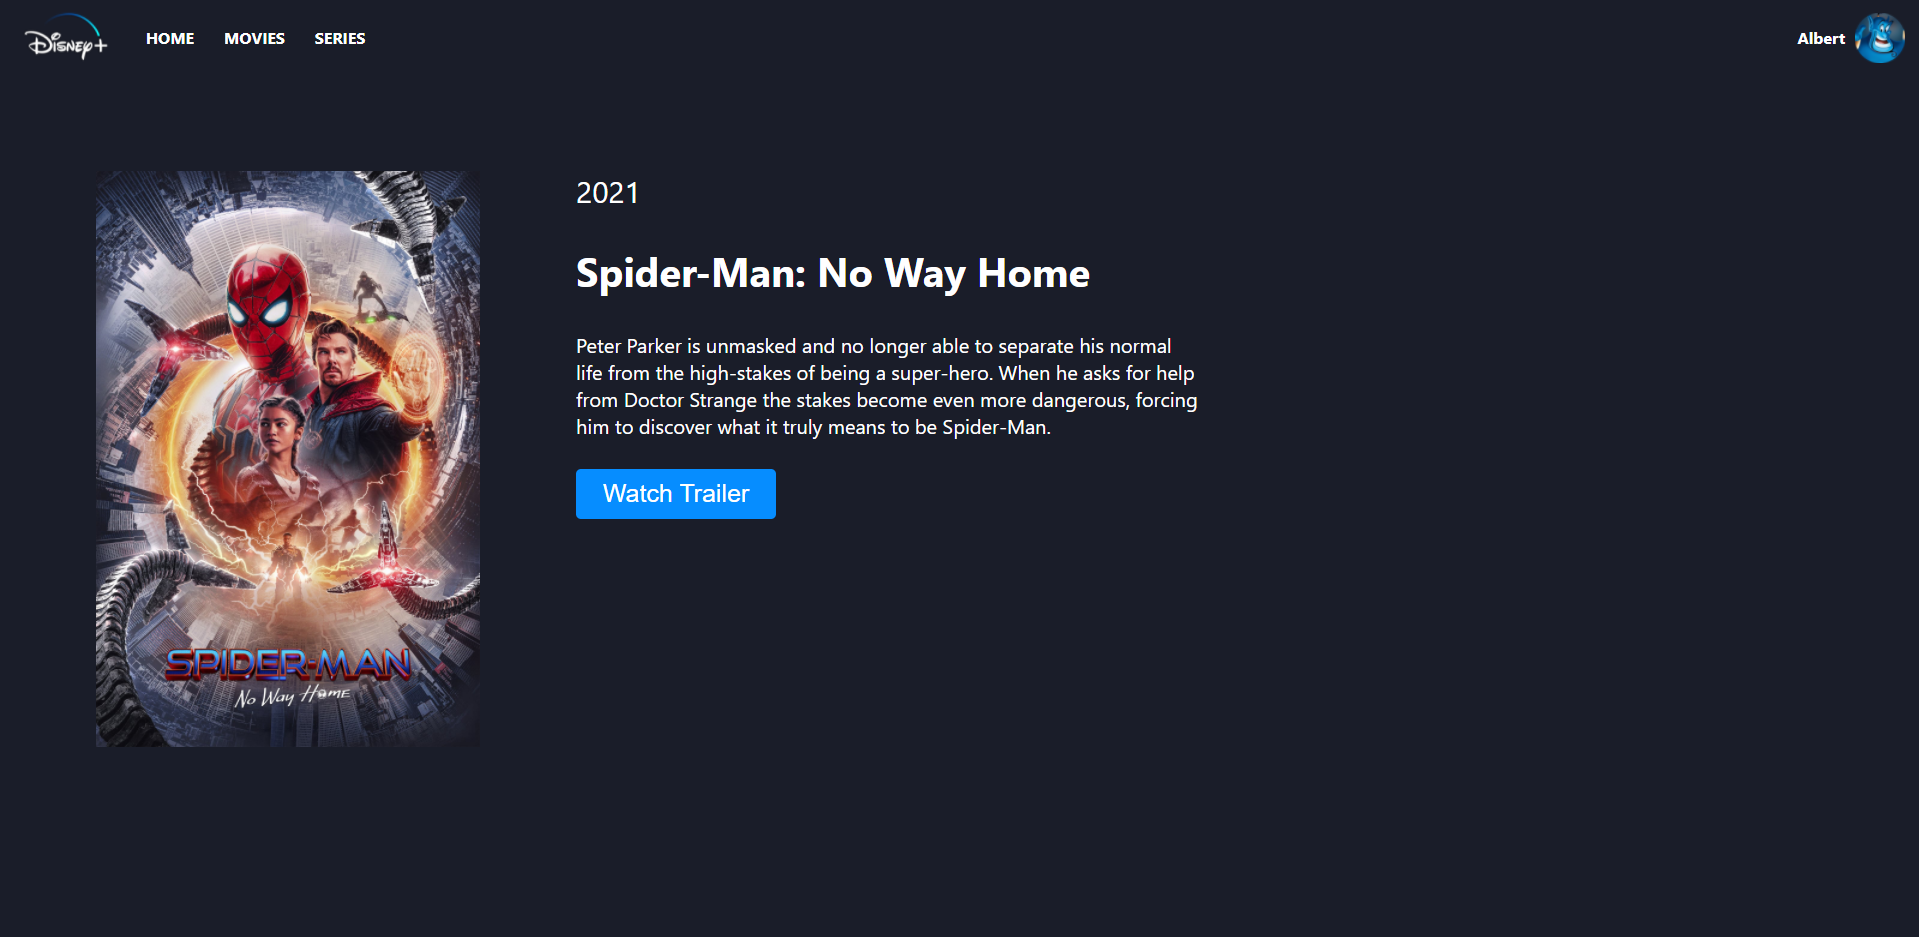 Disney+
HOME
MOVIES
SERIES
Albert
2021
Spider-Man: No Way Home
Peter Parker is unmasked and no longer able to separate his normal
life from the high-stakes of being a super-hero. When he asks for help
from Doctor Strange the stakes become even more dangerous, forcing
him to discover what it truly means to be Spider-Man.
Watch Trailer
SPIDER-MAN
No Way Home